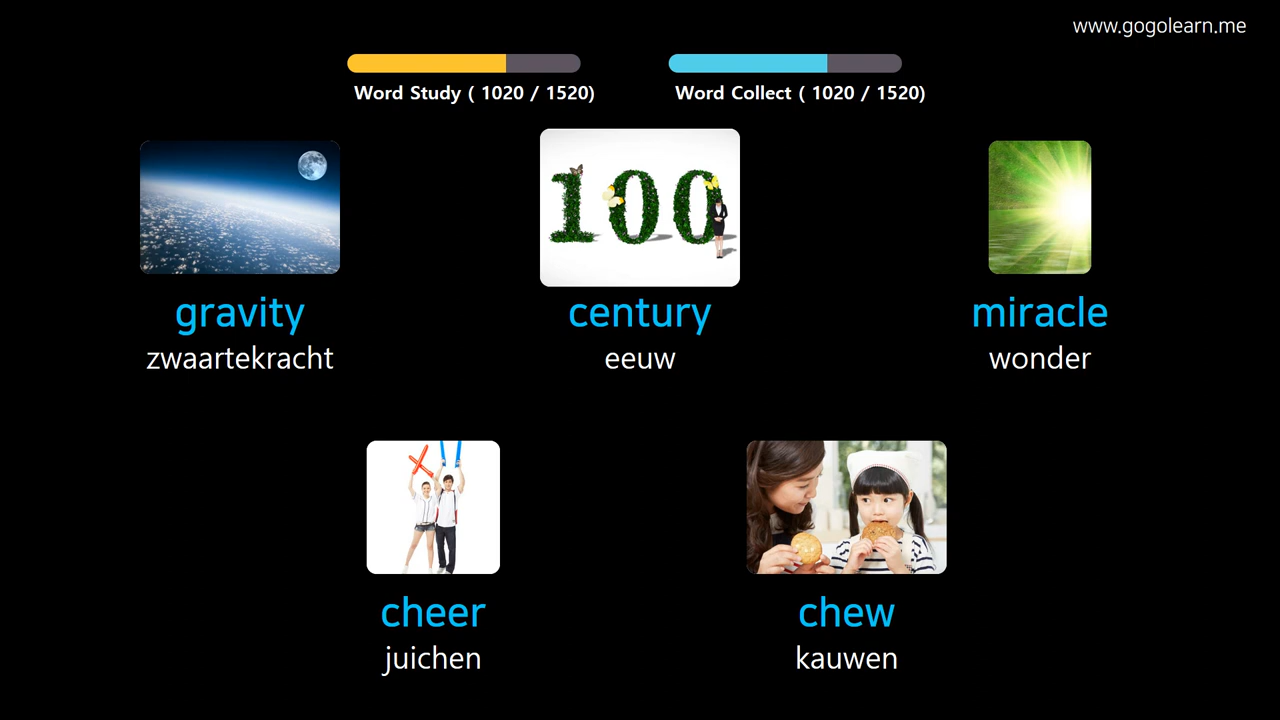 www.gogolearn.me
Word Study ( 1020 / 1520)
Word Collect ( 1020 / 1520)
100
gravity
zwaartekracht
century
eeuw
miracle
wonder
cheer
juichen
chew
kauwen